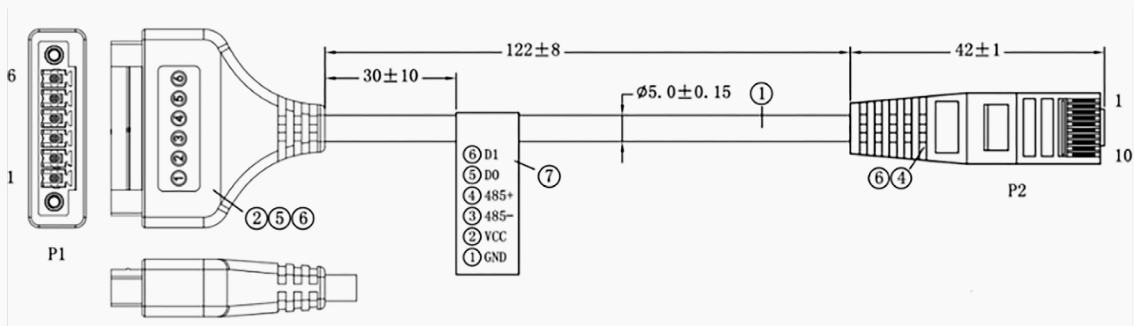 122±8
42±1
30±10
ø5.0±0.15
①
6
1
P1
⑥
⑤
④
③
②
①
②⑤⑥
⑥ D1
⑤ D0
④ 485+
③ 485-
② VCC
① GND
⑦
⑥④
1
10
P2